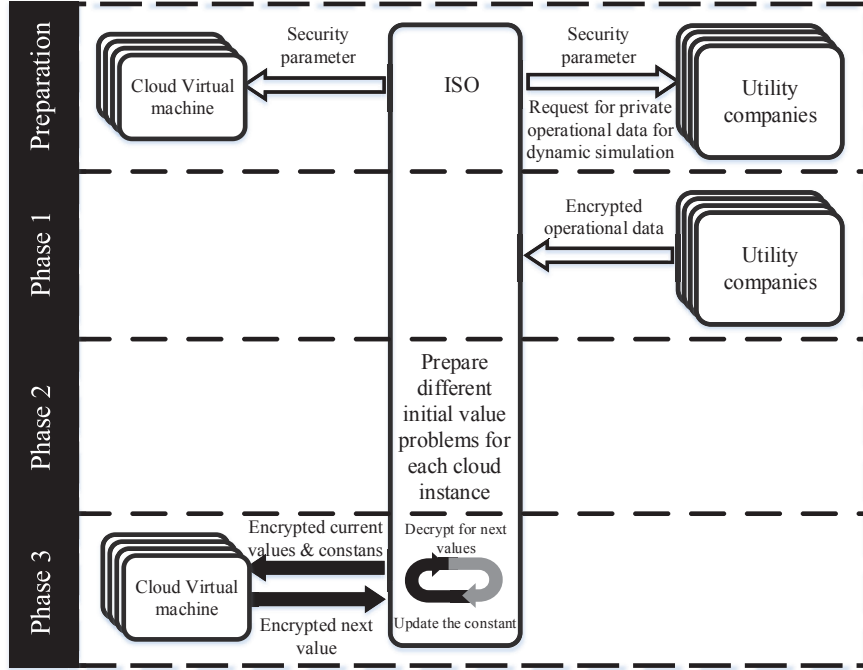 Preparation
Security
parameter
Cloud Virtual
machine
ISO
Security
parameter
Request for private
operational data for
dynamic simulation
Utility
companies
Phase 1
Encrypted
operational data
Utility
companies
Phase 2
Prepare
different
initial value
problems for
each cloud
instance
Phase 3
Encrypted current
values & constans
Cloud Virtual
machine
Encrypted next
value
Decrypt for next
values
Update the constant